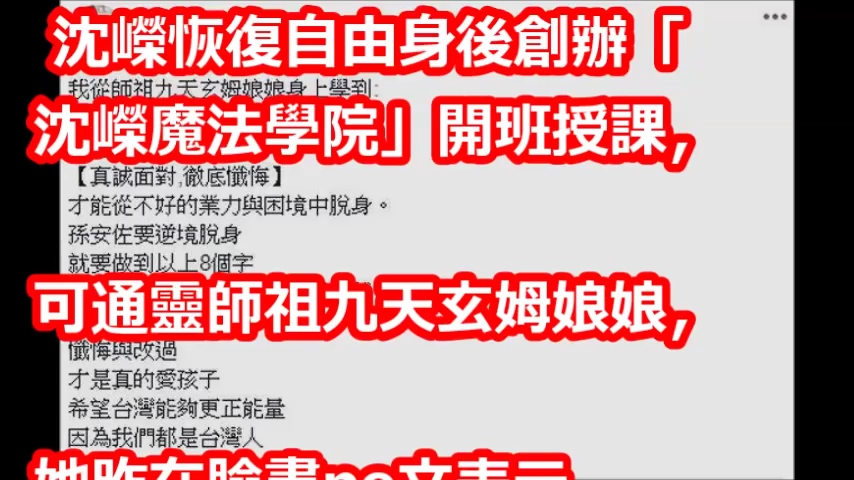 沈嶸恢復自由身後創辦「
我從師祖九天玄姆娘娘身上學到:
沈嶸魔法學院」開班授課,
【真誠面對,徹底懺悔】
才能從不好的業力與困境中脫身。
孫安佐要逆境脫身
就要做到以上8個字
可通靈師祖九天玄姆娘娘,
懺悔與改過
才是真的愛孩子
希望台灣能夠更正能量
因為我們都是台灣人
她昨在臉書po文表示